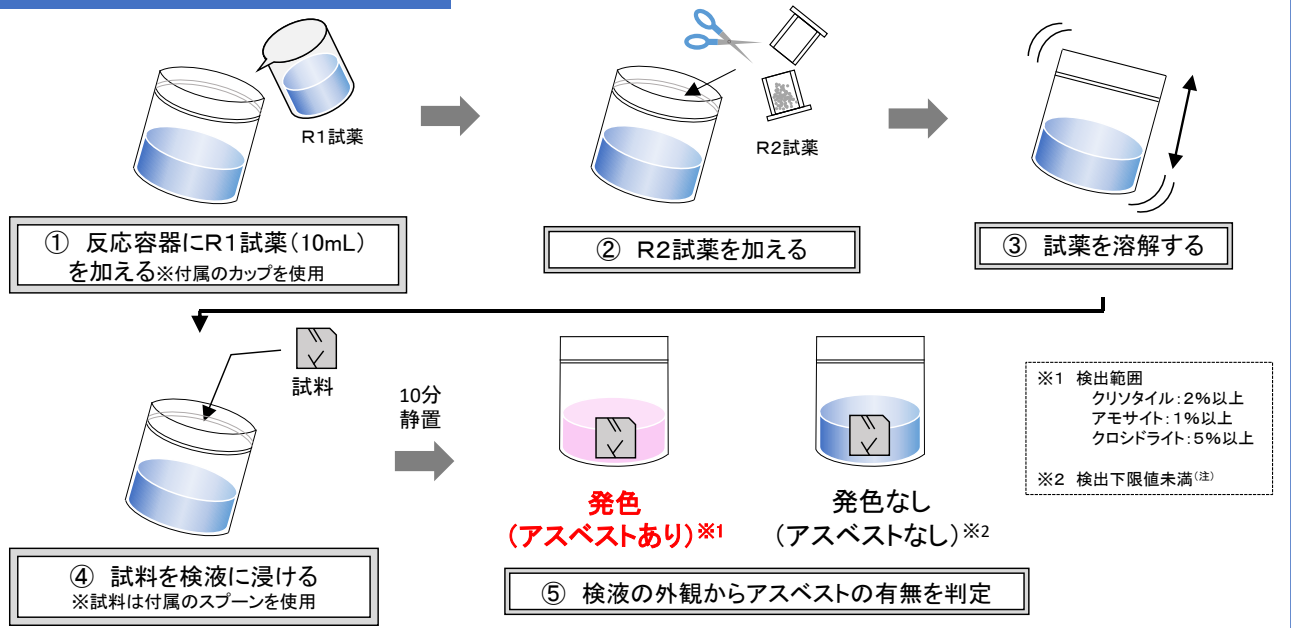 R1試薬
R2試薬
① 反応容器にR1試薬(10mL)
を加える※付属のカップを使用
② R2試薬を加える
③ 試薬を溶解する
試料
10分
静置
④ 試料を検液に浸ける
※試料は付属のスプーンを使用
発色
(アスベストあり)※1
発色なし
(アスベストなし)※2
⑤ 検液の外観からアスベストの有無を判定
※1 検出範囲
クリソタイル:2%以上
アモサイト:1%以上
クロシドライト:5%以上
※2 検出下限値未満(注)